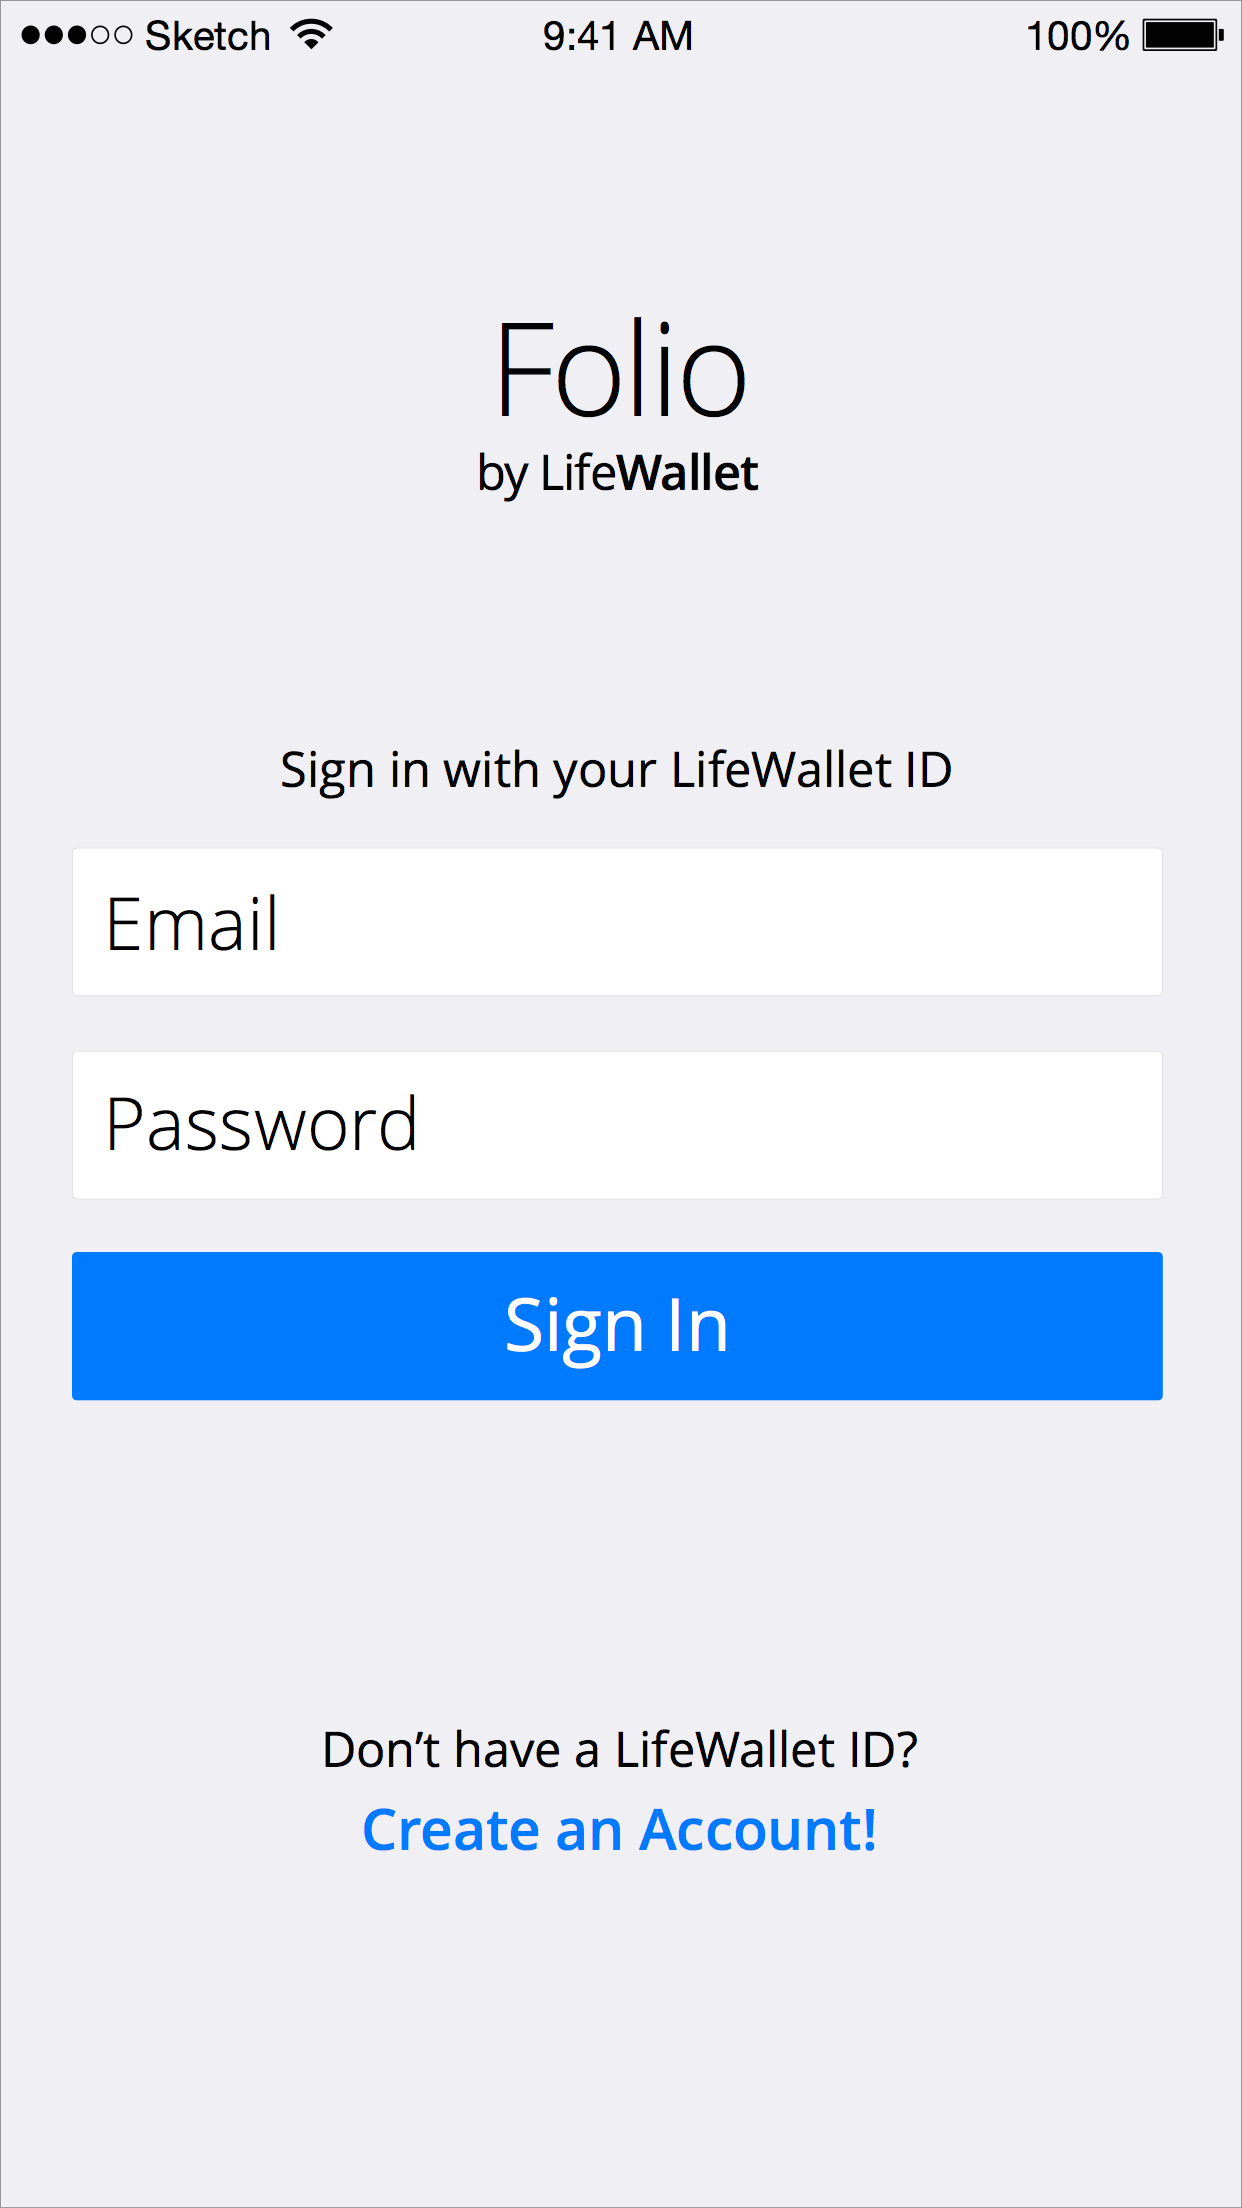 Sketch 9:41 AM 100%
Folio
by LifeWallet
Sign in with your LifeWallet ID
Email
Password
Sign In
Don’t have a LifeWallet ID?
Create an Account!